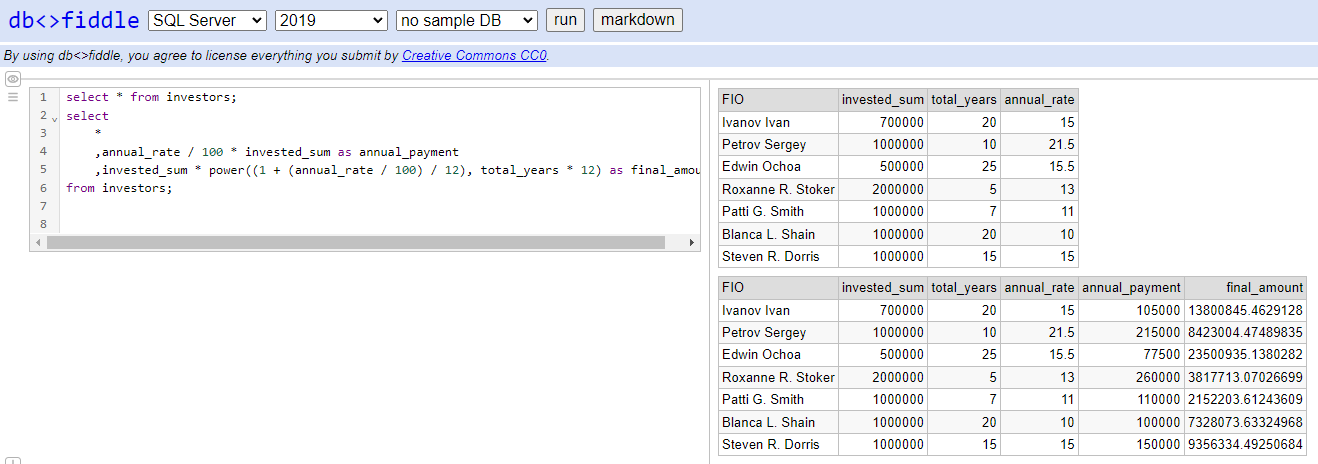 db<>fiddle SQL Server 2019 no sample DB run markdown
By using db<>fiddle, you agree to license everything you submit by Creative Commons CC0.
1 select * from investors;
2 select
3 *
4 ,annual_rate / 100 * invested_sum as annual_payment
5 ,invested_sum * power((1 + (annual_rate / 100) / 12), total_years * 12) as final_amou
6 from investors;
7
8
FIO invested_sum total_years annual_rate
Ivanov Ivan 700000 20 15
Petrov Sergey 1000000 10 21.5
Edwin Ochoa 500000 25 15.5
Roxanne R. Stoker 2000000 5 13
Patti G. Smith 1000000 7 11
Blanca L. Shain 1000000 20 10
Steven R. Dorris 1000000 15 15
FIO invested_sum total_years annual_rate annual_payment final_amount
Ivanov Ivan 700000 20 15 105000 13800845.4629128
Petrov Sergey 1000000 10 21.5 215000 8423004.47489835
Edwin Ochoa 500000 25 15.5 77500 23500935.1380282
Roxanne R. Stoker 2000000 5 13 260000 3817713.07026699
Patti G. Smith 1000000 7 11 110000 2152203.61243609
Blanca L. Shain 1000000 20 10 100000 7328073.63324968
Steven R. Dorris 1000000 15 15 150000 9356334.49250684